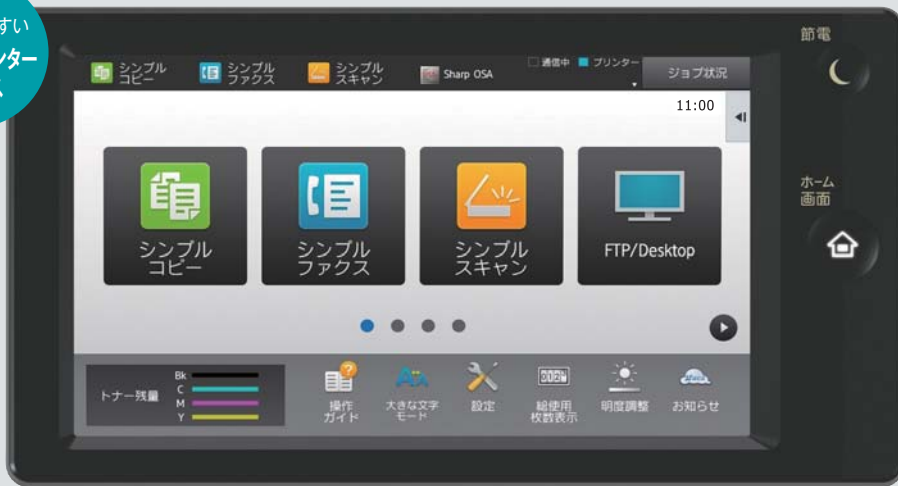 すい
ンター
節電
シンプル
コピー
シンプル
ファクス
シンプル
スキャン
Sharp OSA
通信中
プリンター
ジョブ状況
11:00
ホーム
画面
シンプル
コピー
シンプル
ファクス
シンプル
スキャン
FTP/Desktop
トナー残量
Bk
C
M
Y
操作
ガイド
大きな文字
モード
設定
総使用
枚数表示
明度調整
お知らせ